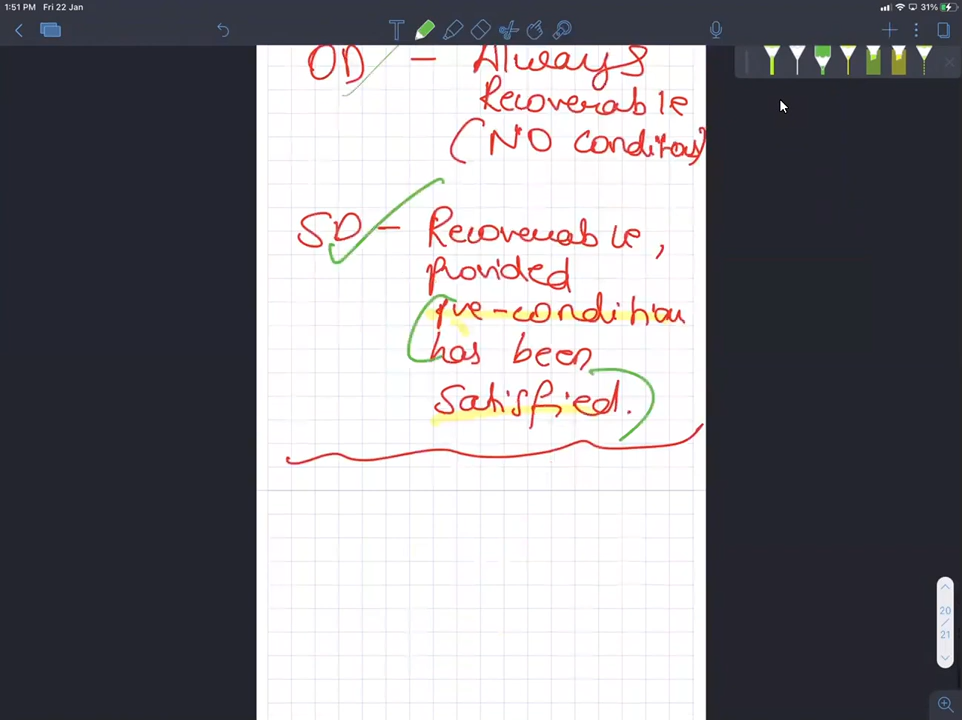 1:51 PM Fri 22 Jan
31%
T
OD - Always
Recoverable
(NO conditions)
SD - Recoverable,
provided
pre-condition
has been
satisfied.
20
/
21